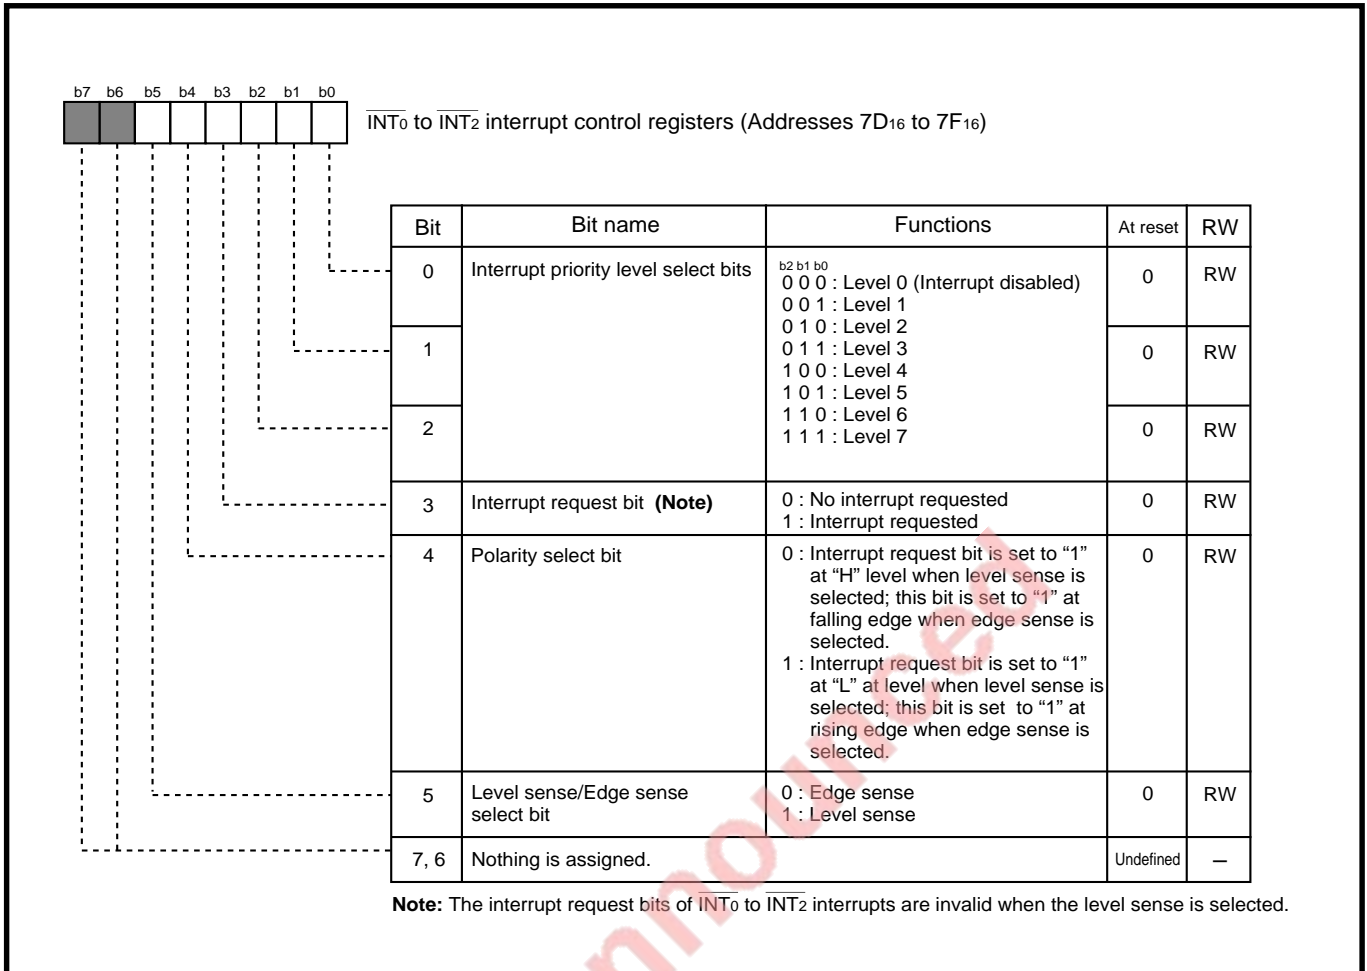 b7 b6 b5 b4 b3 b2 b1 b0
INT0 to INT2 interrupt control registers (Addresses 7D16 to 7F16)
Bit Bit name Functions At reset RW
0 Interrupt priority level select bits b2 b1 b0 0 RW
0 0 0 : Level 0 (Interrupt disabled)
0 0 1 : Level 1
0 1 0 : Level 2
1 0 1 1 : Level 3 0 RW
1 0 0 : Level 4
1 0 1 : Level 5
1 1 0 : Level 6
2 1 1 1 : Level 7 0 RW
3 Interrupt request bit (Note) 0 : No interrupt requested 0 RW
1 : Interrupt requested
4 Polarity select bit 0 : Interrupt request bit is set to “1” 0 RW
at “H” level when level sense is
selected; this bit is set to “1” at
falling edge when edge sense is
selected.
1 : Interrupt request bit is set to “1”
at “L” at level when level sense is
selected; this bit is set to “1” at
rising edge when edge sense is
selected.
5 Level sense/Edge sense 0 : Edge sense 0 RW
select bit 1 : Level sense
7, 6 Nothing is assigned. Undefined –
Note: The interrupt request bits of INT0 to INT2 interrupts are invalid when the level sense is selected.